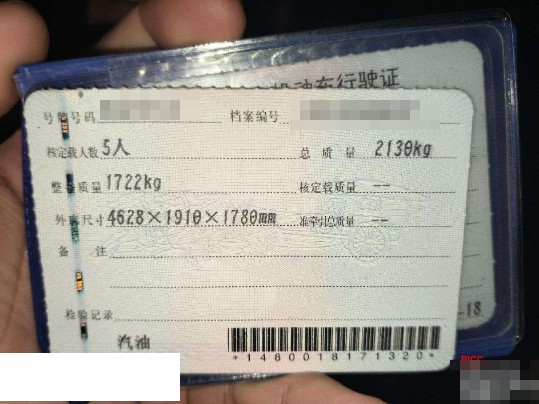 机动车行驶证
号牌号码 档案编号
核定载人数 5人 总质量 2130kg
整备质量 1722kg 核定载质量 --
外廓尺寸 4628×1910×1780mm 准牵引总质量 --
备注
检验记录
-18
汽油
*1480018171320*
PICC